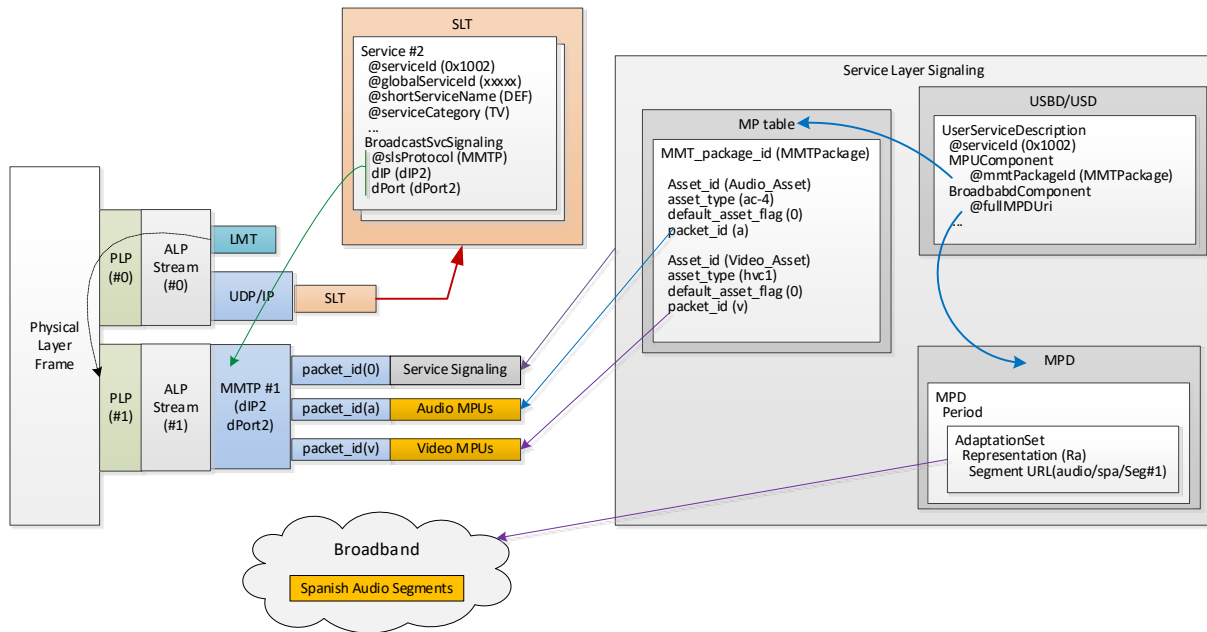 SLT
Service #2
@serviceId (0x1002)
@globalServiceId (xxxxx)
@shortServiceName (DEF)
@serviceCategory (TV)
...
BroadcastSvcSignaling
@slsProtocol (MMTP)
dIP (dIP2)
dPort (dPort2)
Physical
Layer
Frame
PLP
(#0)
ALP
Stream
(#0)
LMT
UDP/IP
SLT
PLP
(#1)
ALP
Stream
(#1)
MMTP #1
(dIP2
dPort2)
packet_id(0)
Service Signaling
packet_id(a)
Audio MPUs
packet_id(v)
Video MPUs
Broadband
Spanish Audio Segments
Service Layer Signaling
MP table
MMT_package_id (MMTPackage)
Asset_id (Audio_Asset)
asset_type (ac-4)
default_asset_flag (0)
packet_id (a)
Asset_id (Video_Asset)
asset_type (hvc1)
default_asset_flag (0)
packet_id (v)
USBD/USD
UserServiceDescription
@serviceId (0x1002)
MPUComponent
@mmtPackageId (MMTPackage)
BroadbabdComponent
@fullMPDUri
...
MPD
MPD
Period
AdaptationSet
Representation (Ra)
Segment URL(audio/spa/Seg#1)